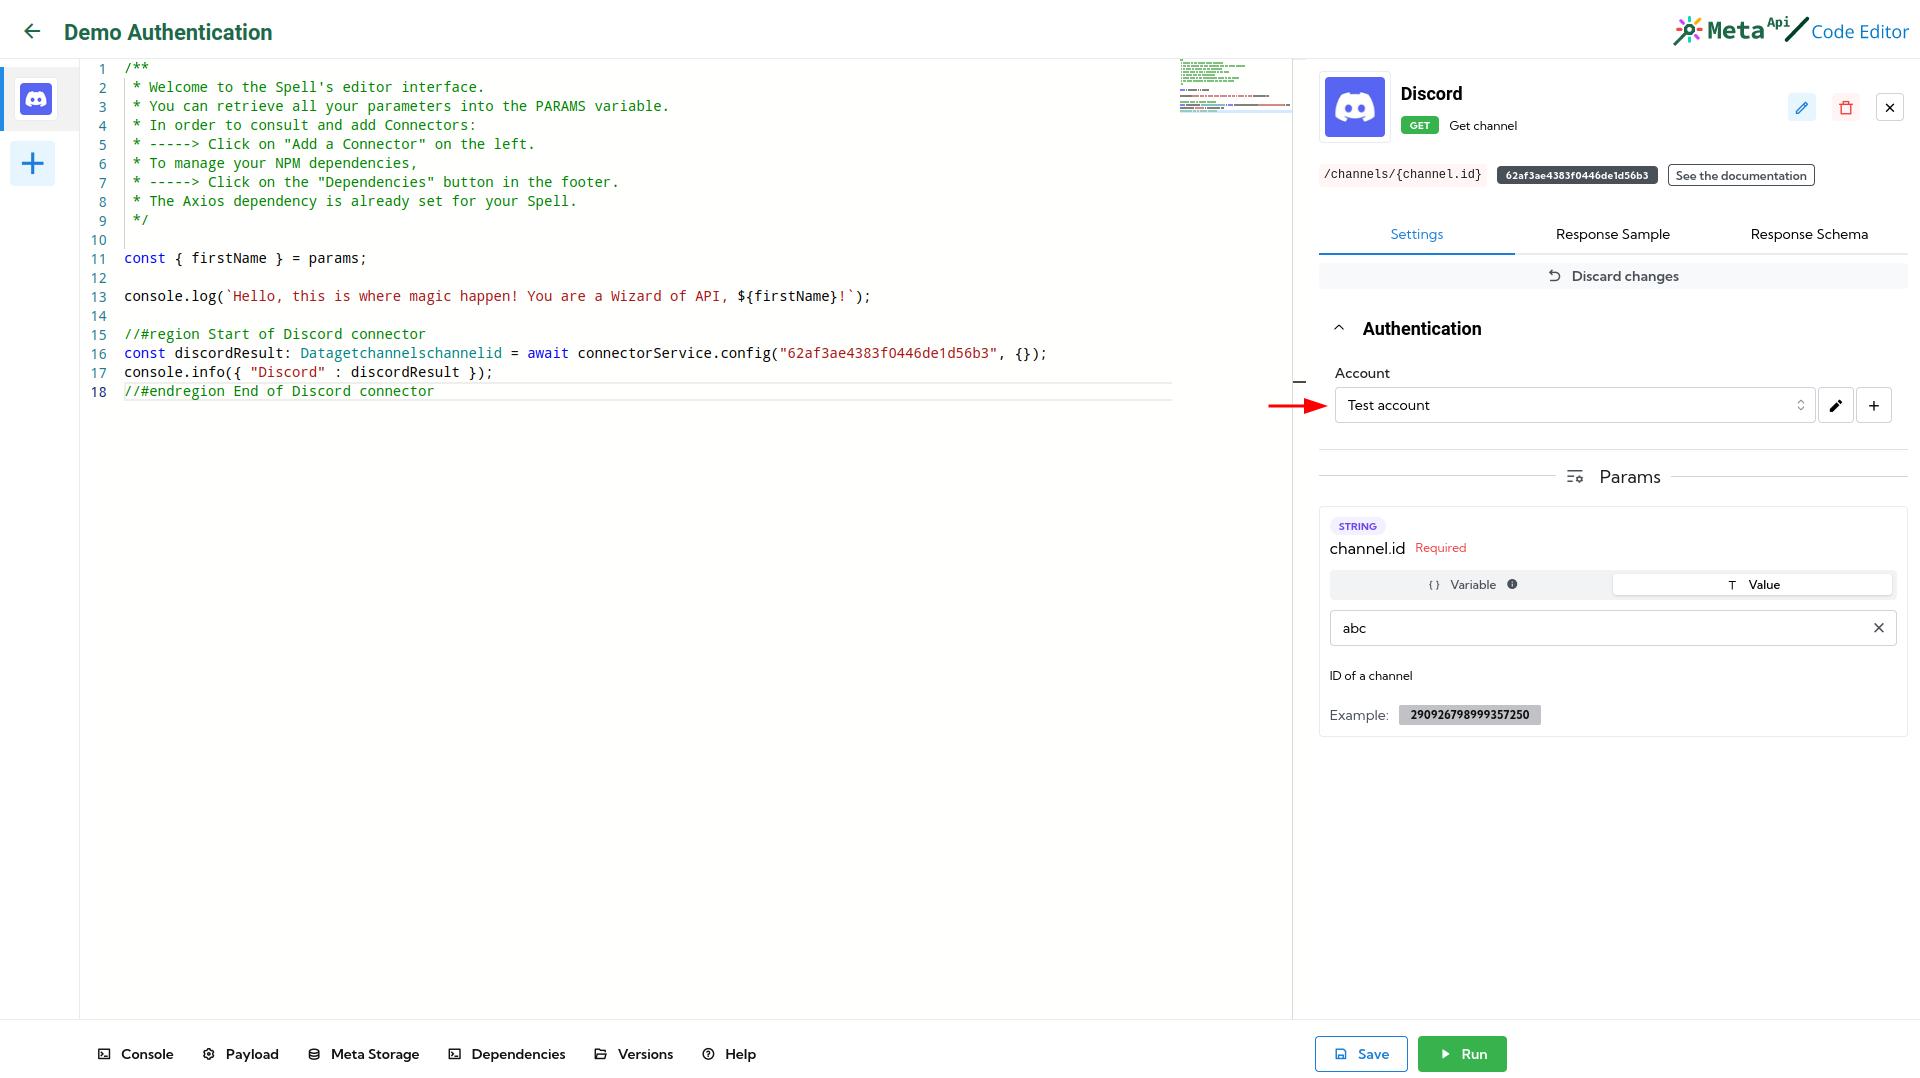 Demo Authentication
MetaApi Code Editor
1 /**
2 * Welcome to the Spell's editor interface.
3 * You can retrieve all your parameters into the PARAMS variable.
4 * In order to consult and add Connectors:
5 * -----> Click on "Add a Connector" on the left.
6 * To manage your NPM dependencies,
7 * -----> Click on the "Dependencies" button in the footer.
8 * The Axios dependency is already set for your Spell.
9 */
10
11 const { firstName } = params;
12
13 console.log(`Hello, this is where magic happen! You are a Wizard of API, ${firstName}!`);
14
15 //#region Start of Discord connector
16 const discordResult: Datagetchannelschannelid = await connectorService.config("62af3ae4383f0446de1d56b3", {});
17 console.info({ "Discord" : discordResult });
18 //#endregion End of Discord connector
Discord
GET Get channel
/channels/{channel.id} 62af3ae4383f0446de1d56b3 See the documentation
Settings Response Sample Response Schema
Discard changes
Authentication
Account
Test account
Params
STRING
channel.id Required
{} Variable T Value
abc
ID of a channel
Example: 290926798999357250
Console Payload Meta Storage Dependencies Versions Help Save Run